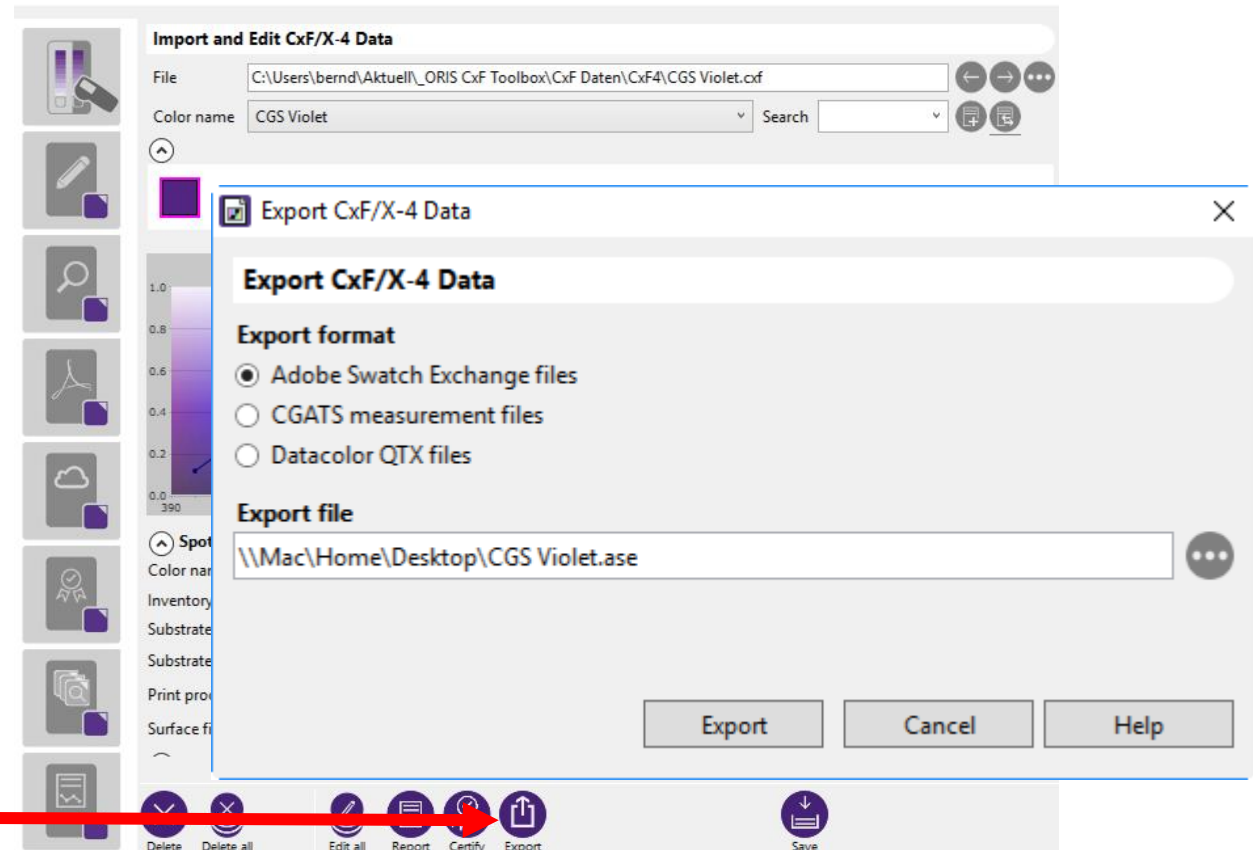 Import and Edit CxF/X-4 Data
File C:\Users\bernd\Aktuell\_ORIS CxF Toolbox\CxF Daten\CxF4\CGS Violet.cxf
Color name CGS Violet Search
Export CxF/X-4 Data
Export CxF/X-4 Data
Export format
Adobe Swatch Exchange files
CGATS measurement files
Datacolor QTX files
Export file
\\Mac\Home\Desktop\CGS Violet.ase
Export Cancel Help
1.0
0.8
0.6
0.4
0.2
0.0
390
Spot
Color nar
Inventory
Substrate
Substrate
Print pro
Surface fi
Delete Delete all Edit all Report Certify Export Save